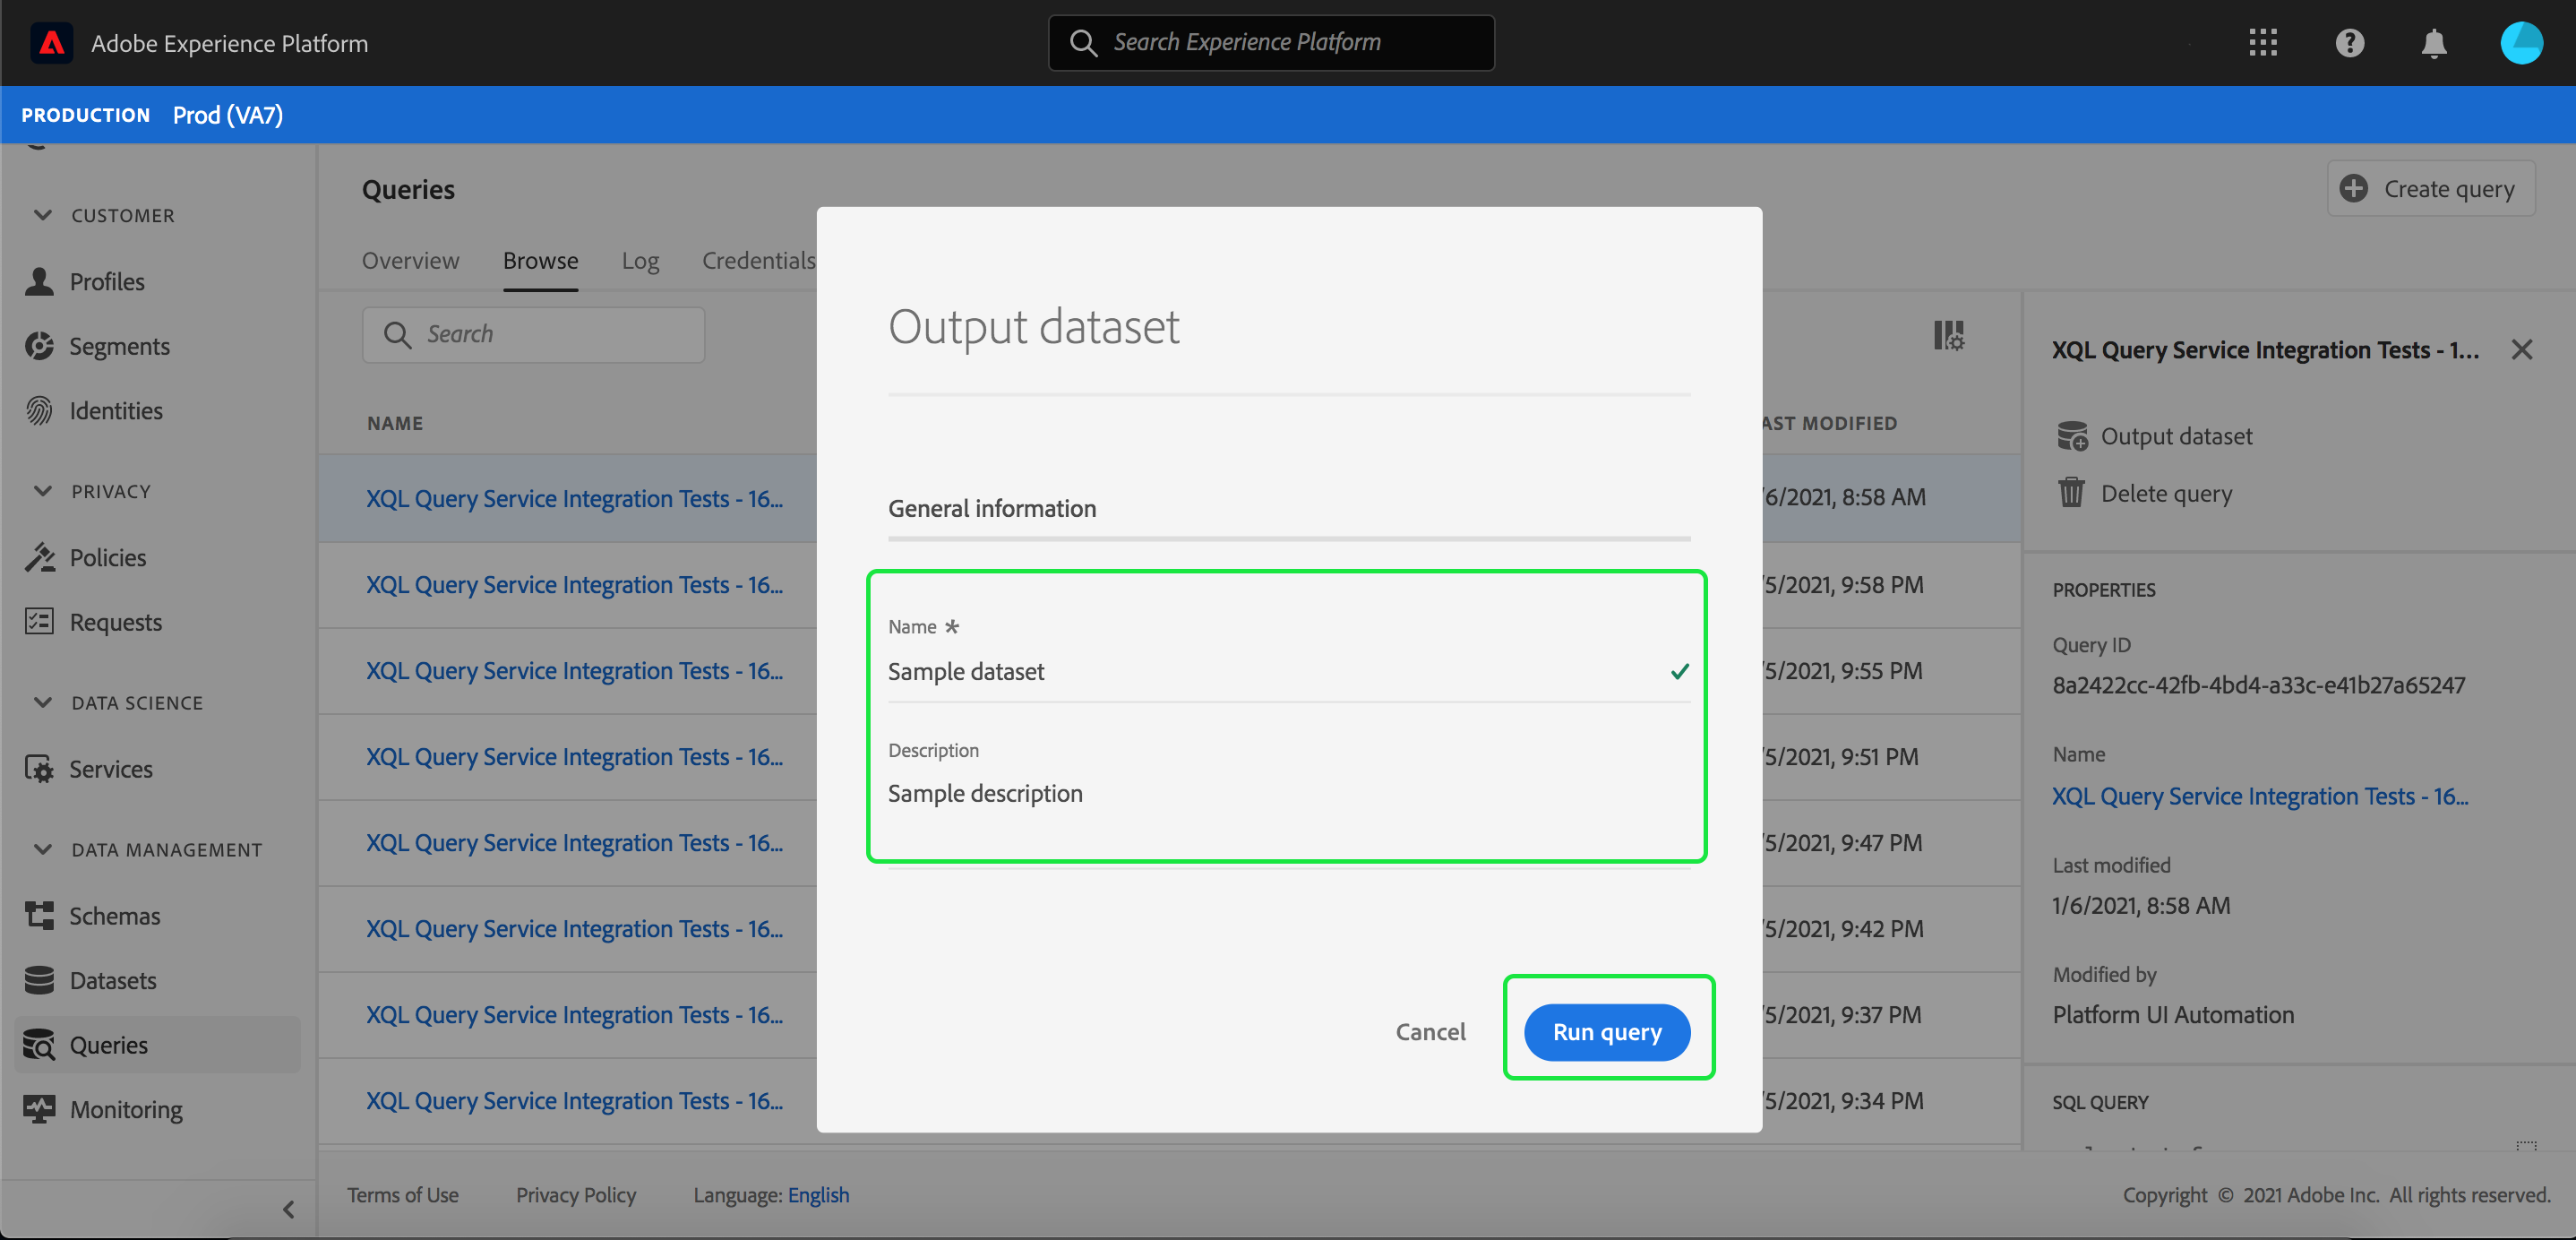 Adobe Experience Platform
Search Experience Platform
PRODUCTION Prod (VA7)
CUSTOMER
Profiles
Segments
Identities
PRIVACY
Policies
Requests
DATA SCIENCE
Services
DATA MANAGEMENT
Schemas
Datasets
Queries
Monitoring
Queries
Create query
Overview Browse Log Credentials
Search
NAME
AST MODIFIED
XQL Query Service Integration Tests - 16...
/6/2021, 8:58 AM
XQL Query Service Integration Tests - 16...
/5/2021, 9:58 PM
XQL Query Service Integration Tests - 16...
/5/2021, 9:55 PM
XQL Query Service Integration Tests - 16...
/5/2021, 9:51 PM
XQL Query Service Integration Tests - 16...
/5/2021, 9:47 PM
XQL Query Service Integration Tests - 16...
/5/2021, 9:42 PM
XQL Query Service Integration Tests - 16...
/5/2021, 9:37 PM
XQL Query Service Integration Tests - 16...
/5/2021, 9:34 PM
Output dataset
General information
Name *
Sample dataset
Description
Sample description
Cancel
Run query
XQL Query Service Integration Tests - 1...
Output dataset
Delete query
PROPERTIES
Query ID
8a2422cc-42fb-4bd4-a33c-e41b27a65247
Name
XQL Query Service Integration Tests - 16...
Last modified
1/6/2021, 8:58 AM
Modified by
Platform UI Automation
SQL QUERY
Terms of Use Privacy Policy Language: English
Copyright © 2021 Adobe Inc. All rights reserved.